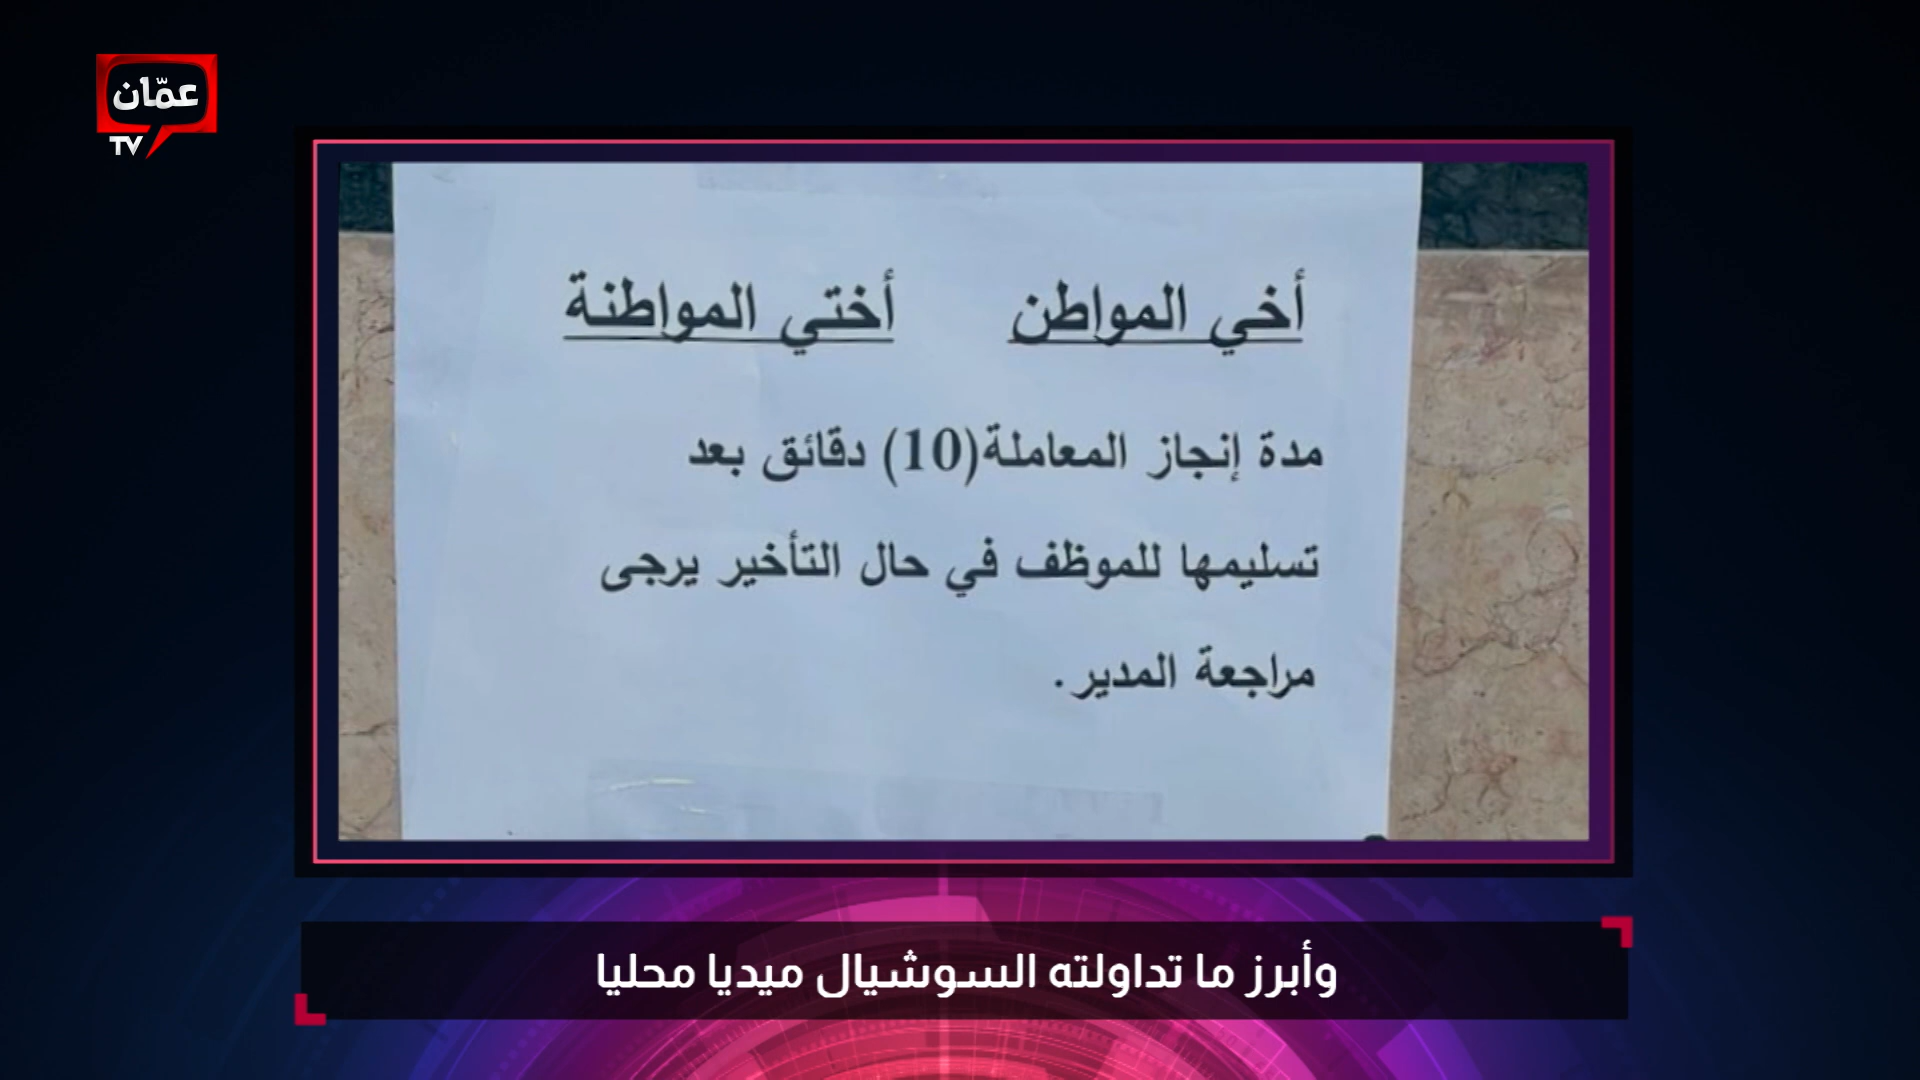 عمّان
TV
أخي المواطن أختي المواطنة
مدة إنجاز المعاملة(10) دقائق بعد
تسليمها للموظف في حال التأخير يرجى
مراجعة المدير.
وأبرز ما تداولته السوشيال ميديا محليا